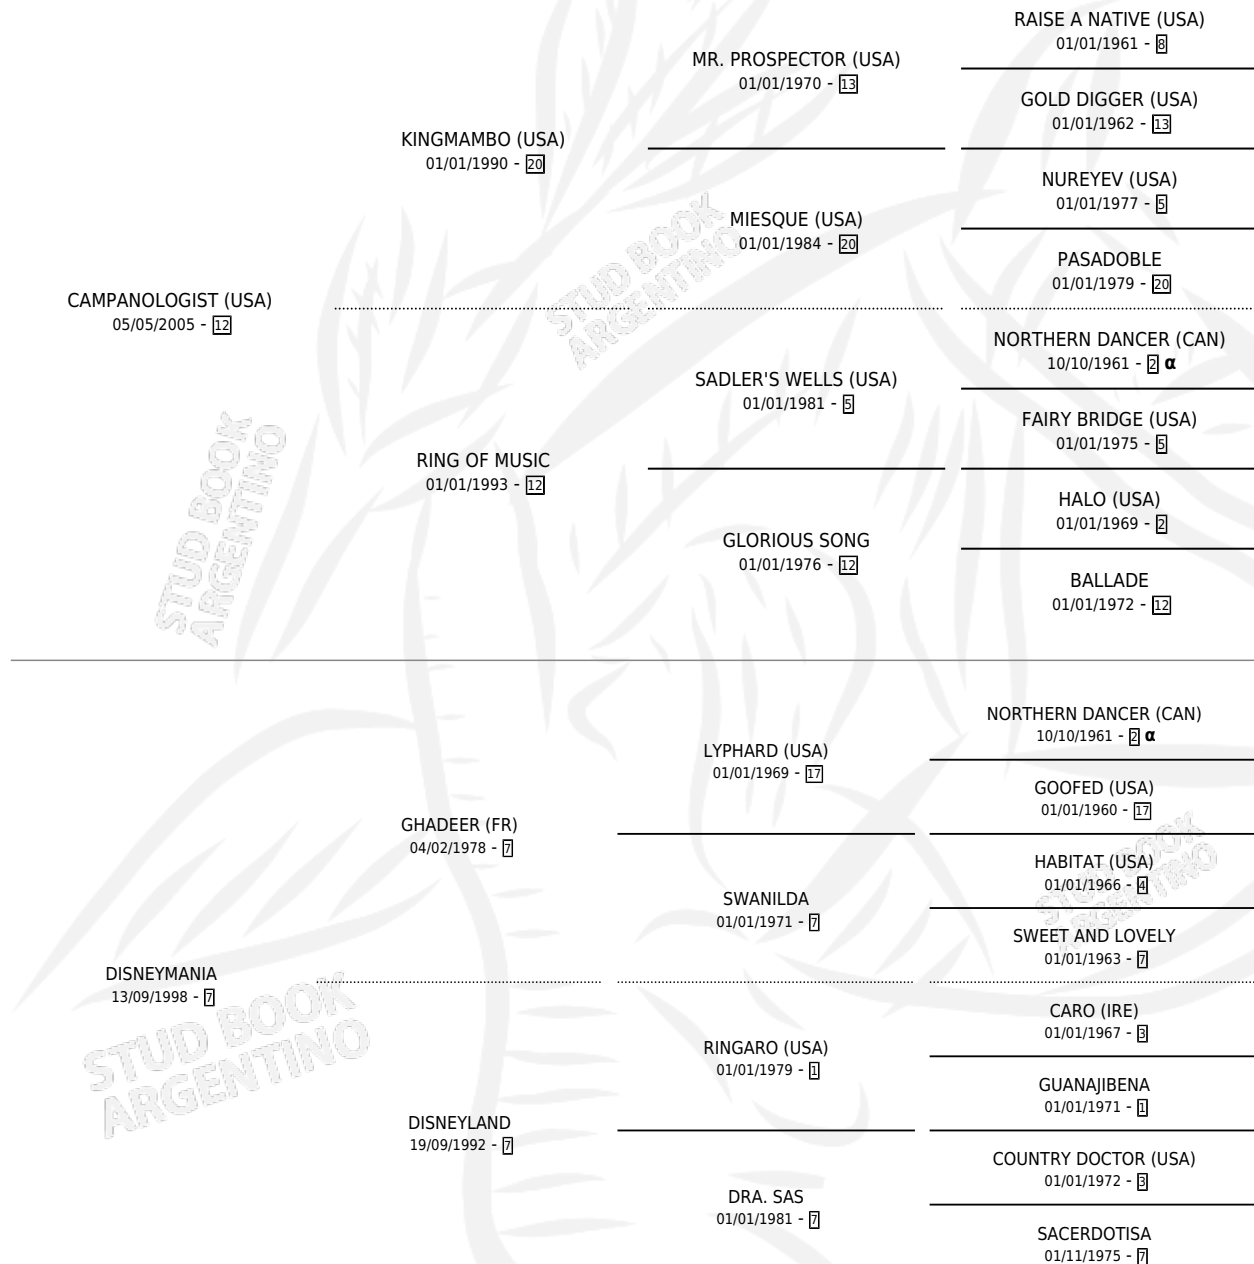 RAISE A NATIVE (USA)
01/01/1961 - 8
MR. PROSPECTOR (USA)
01/01/1970 - 13
GOLD DIGGER (USA)
01/01/1962 - 13
KINGMAMBO (USA)
01/01/1990 - 20
NUREYEV (USA)
01/01/1977 - 5
MIESQUE (USA)
01/01/1984 - 20
PASADOBLE
01/01/1979 - 20
STUD BOOK
ARGENTINO
CAMPANOLOGIST (USA)
05/05/2005 - 12
NORTHERN DANCER (CAN)
10/10/1961 - 2 α
SADLER'S WELLS (USA)
01/01/1981 - 5
FAIRY BRIDGE (USA)
01/01/1975 - 5
RING OF MUSIC
01/01/1993 - 12
HALO (USA)
01/01/1969 - 2
GLORIOUS SONG
01/01/1976 - 12
BALLADE
01/01/1972 - 12
STUD BOOK
ARGENTINO
NORTHERN DANCER (CAN)
10/10/1961 - 2 α
LYPHARD (USA)
01/01/1969 - 17
GOOFED (USA)
01/01/1960 - 17
GHADEER (FR)
04/02/1978 - 7
HABITAT (USA)
01/01/1966 - 4
SWANILDA
01/01/1971 - 7
SWEET AND LOVELY
01/01/1963 - 7
STUD BOOK
ARGENTINO
DISNEYMANIA
13/09/1998 - 7
CARO (IRE)
01/01/1967 - 3
RINGARO (USA)
01/01/1979 - 1
GUANAJIBENA
01/01/1971 - 1
DISNEYLAND
19/09/1992 - 7
COUNTRY DOCTOR (USA)
01/01/1972 - 3
DRA. SAS
01/01/1981 - 7
SACERDOTISA
01/11/1975 - 7
STUD BOOK
ARGENTINO